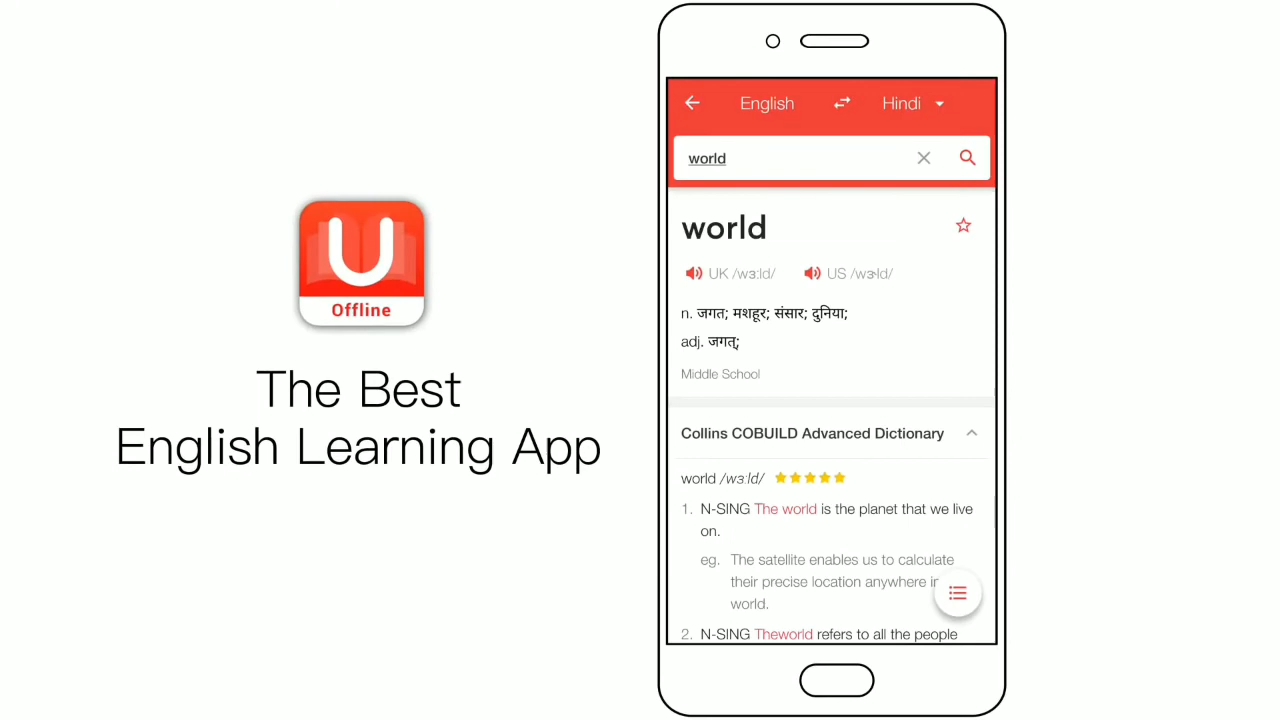 U
Offline
The Best
English Learning App
English Hindi
world
world
UK /wɜːld/ US /wɝld/
n. जगत; मशहूर; संसार; दुनिया;
adj. जगत्;
Middle School
Collins COBUILD Advanced Dictionary
world /wɜːld/
1. N-SING The world is the planet that we live
on.
eg. The satellite enables us to calculate
their precise location anywhere in
world.
2. N-SING Theworld refers to all the people